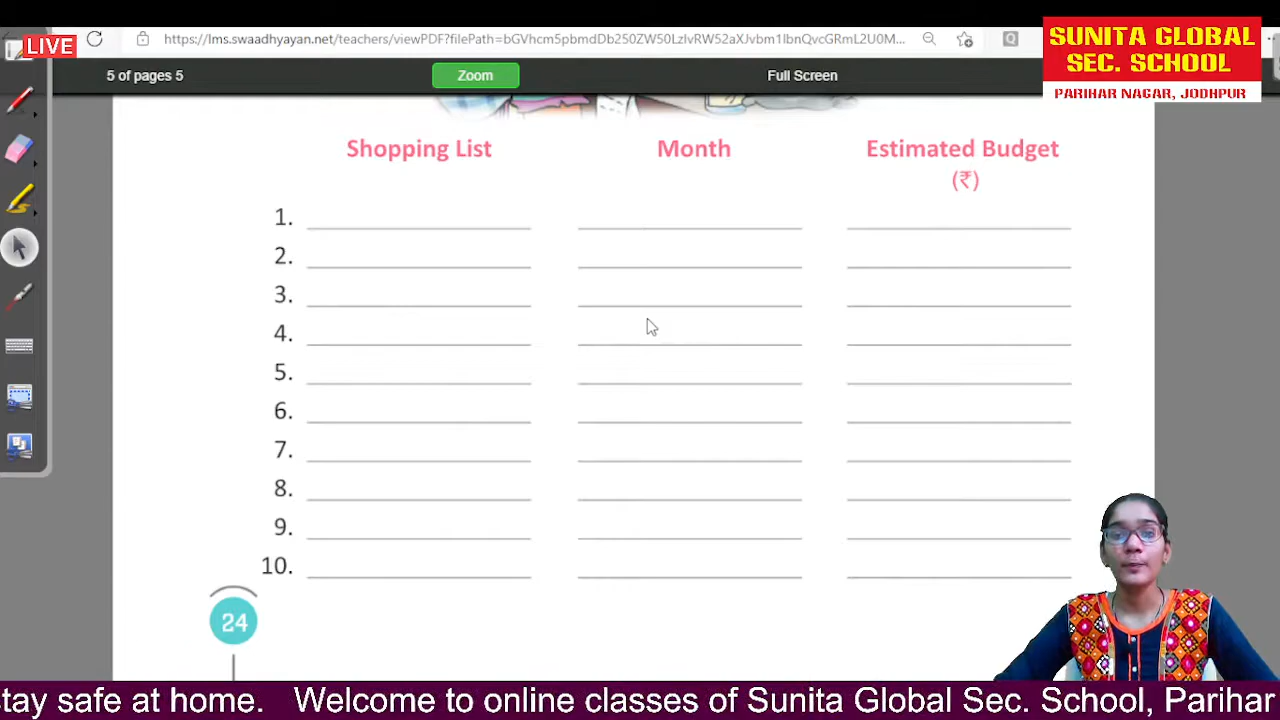 LIVE
https://lms.swaadhyayan.net/teachers/viewPDF?filePath=bGVhcm5pbmdDb250ZW50LzIvRW52aXVbm1lbnQvcGRmL2U0M...
SUNITA GLOBAL
SEC. SCHOOL
PARIHAR NAGAR, JODHPUR
5 of pages 5
Zoom
Full Screen
Shopping List Month Estimated Budget
(₹)
1.
2.
3.
4.
5.
6.
7.
8.
9.
10.
24
stay safe at home. Welcome to online classes of Sunita Global Sec. School, Parihar